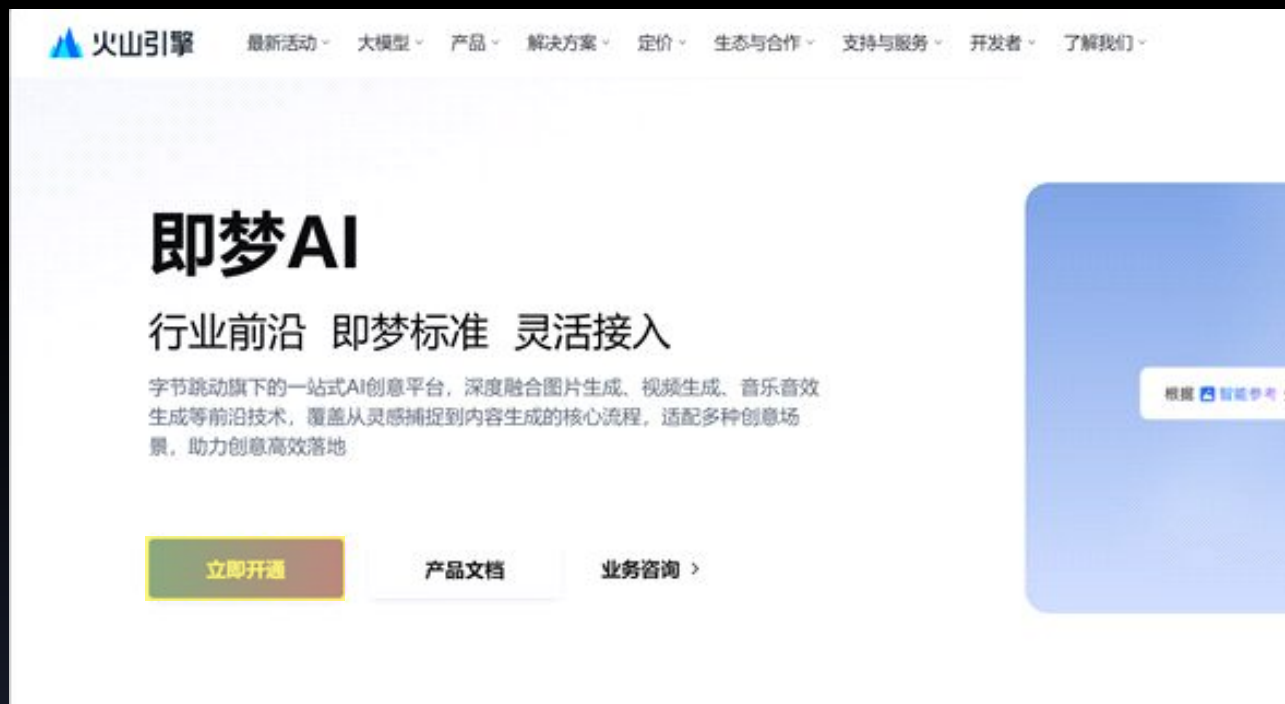 火山引擎 最新活动 大模型 产品 解决方案 定价 生态与合作 支持与服务 开发者 了解我们
即梦AI
行业前沿 即梦标准 灵活接入
字节跳动旗下的一站式AI创意平台，深度融合图片生成、视频生成、音乐音效
生成等前沿技术，覆盖从灵感捕捉到内容生成的核心流程，适配多种创意场
景，助力创意高效落地
根据 智能参考
立即开通 产品文档 业务咨询 >